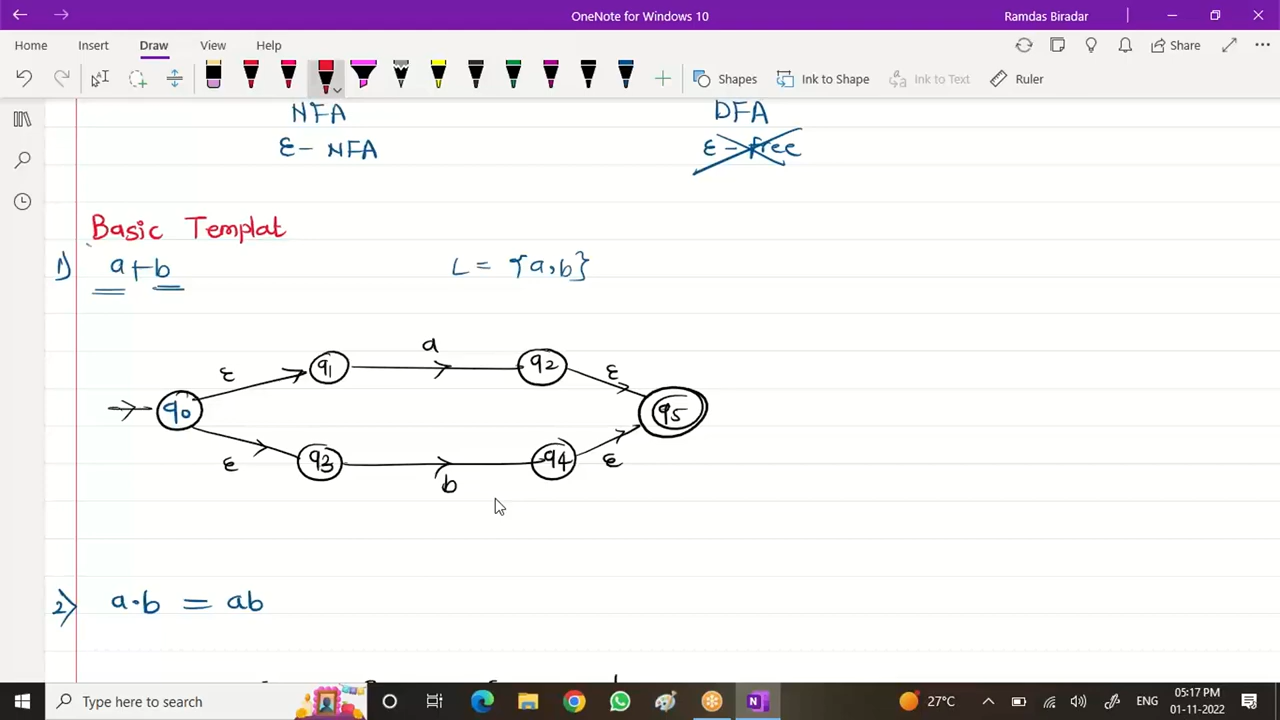 OneNote for Windows 10
Ramdas Biradar
Home Insert Draw View Help
Share
Shapes Ink to Shape Ink to Text Ruler
NFA DFA
ε - NFA ε - free
Basic Templat
1) a+b L = {a,b}
a
ε q1 q2 ε
q0 q5
ε q3 q4 ε
b
2) a·b = ab
Type here to search
27°C
ENG
05:17 PM
01-11-2022